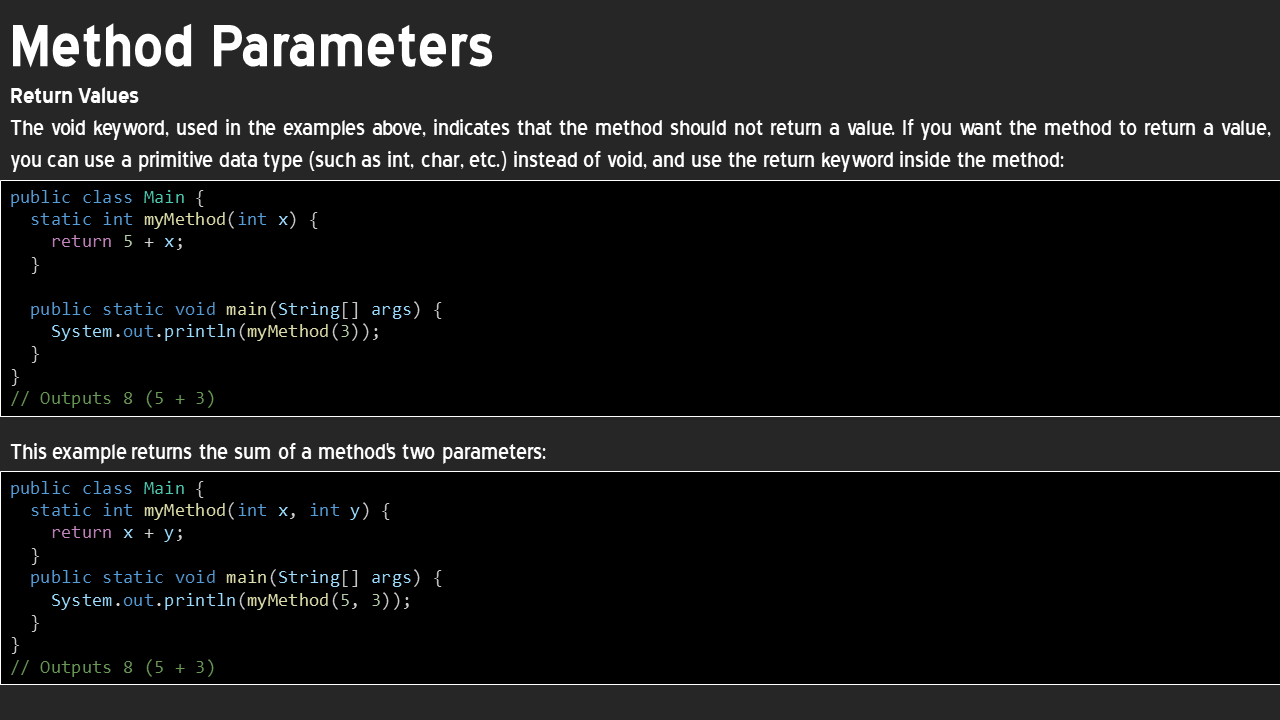 Method Parameters
Return Values
The void keyword, used in the examples above, indicates that the method should not return a value. If you want the method to return a value,
you can use a primitive data type (such as int, char, etc.) instead of void, and use the return keyword inside the method:
public class Main {
  static int myMethod(int x) {
    return 5 + x;
  }

  public static void main(String[] args) {
    System.out.println(myMethod(3));
  }
}
// Outputs 8 (5 + 3)
This example returns the sum of a method's two parameters:
public class Main {
  static int myMethod(int x, int y) {
    return x + y;
  }
  public static void main(String[] args) {
    System.out.println(myMethod(5, 3));
  }
}
// Outputs 8 (5 + 3)